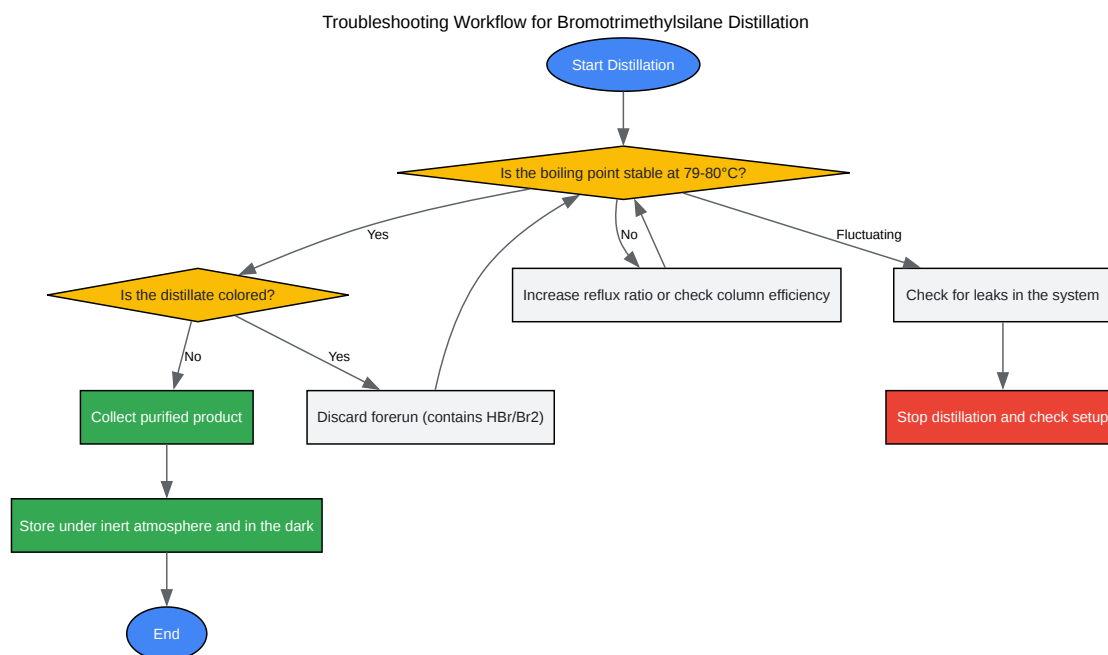 Troubleshooting Workflow for Bromotrimethylsilane Distillation
Start Distillation
Is the boiling point stable at 79-80°C?
Yes
No
Fluctuating
Is the distillate colored?
Increase reflux ratio or check column efficiency
Check for leaks in the system
No
Yes
Collect purified product
Discard forerun (contains HBr/Br2)
Stop distillation and check setup
Store under inert atmosphere and in the dark
End